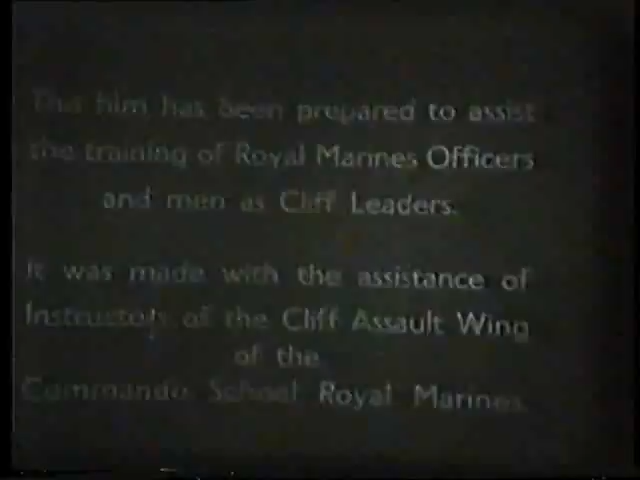 This film has been prepared to assist
the training of Royal Marines Officers
and men as Cliff Leaders.
It was made with the assistance of
Instructors of the Cliff Assault Wing
of the
Commando School Royal Marines.